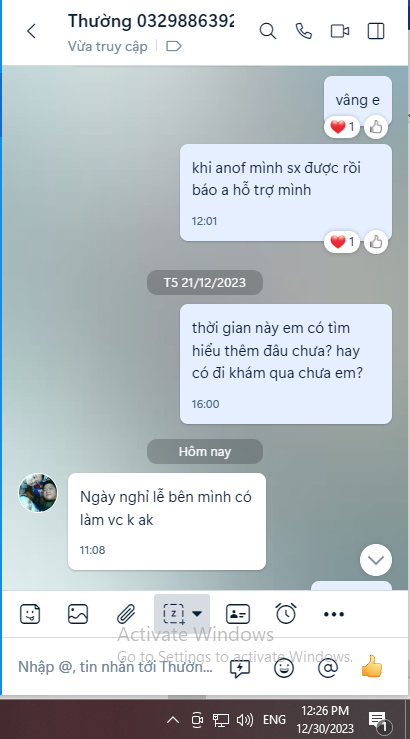 Thường 0329886392
Vừa truy cập
vâng e
1
khi anof mình sx được rồi
báo a hỗ trợ mình
12:01
1
T5 21/12/2023
thời gian này em có tìm
hiểu thêm đâu chưa? hay
có đi khám qua chưa em?
16:00
Hôm nay
Ngày nghỉ lễ bên mình có
làm vc k ak
11:08
Activate Windows
Go to Settings to activate Windows.
Nhập @, tin nhắn tới Thườn...
ENG
12:26 PM
12/30/2023
1